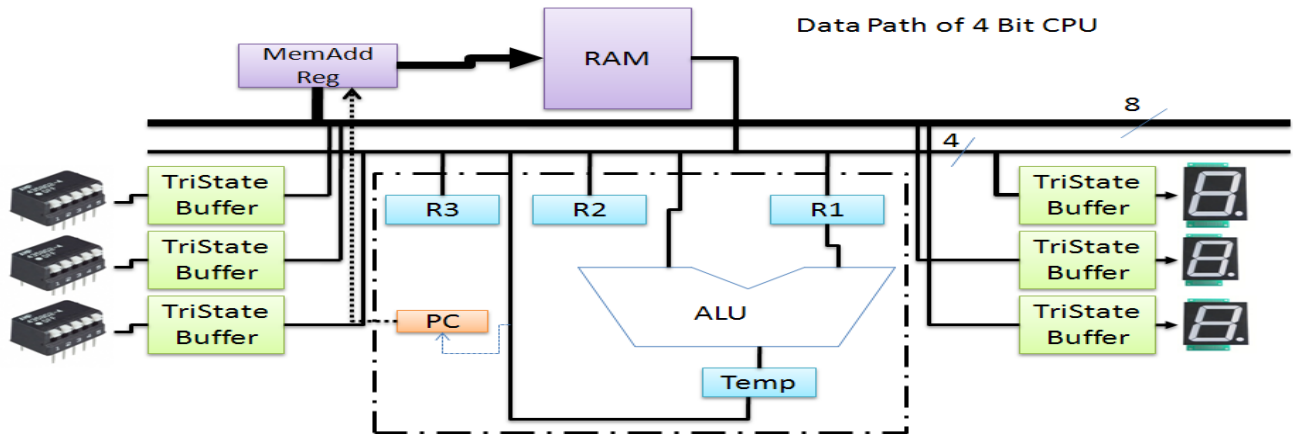 Data Path of 4 Bit CPU
MemAdd
Reg
RAM
8
4
TriState
Buffer
R3
R2
R1
TriState
Buffer
TriState
Buffer
TriState
Buffer
TriState
Buffer
TriState
Buffer
PC
ALU
Temp